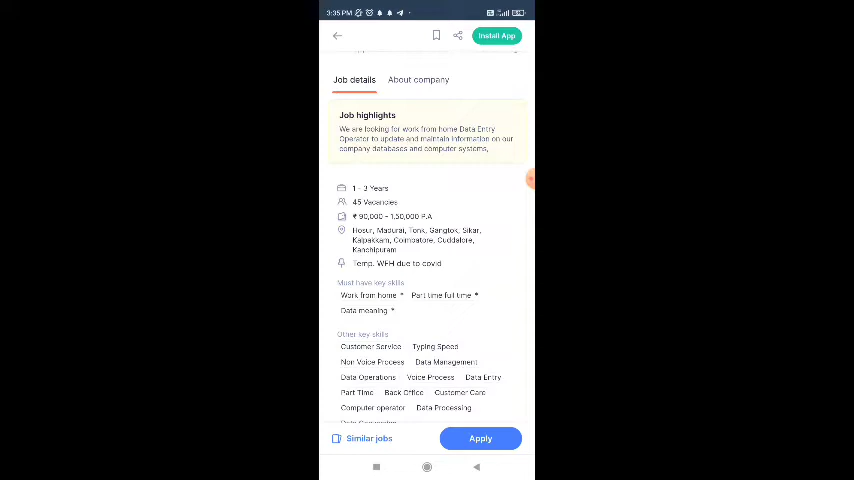 3:35 PM
Install App
Job details About company
Job highlights
We are looking for work from home Data Entry
Operator to update and maintain information on our
company databases and computer systems,
1 - 3 Years
45 Vacancies
₹ 90,000 - 1,50,000 P.A
Hosur, Madurai, Tonk, Gangtok, Sikar,
Kalpakkam, Coimbatore, Cuddalore,
Kanchipuram
Temp. WFH due to covid
Must have key skills
Work from home * Part time full time *
Data meaning *
Other key skills
Customer Service Typing Speed
Non Voice Process Data Management
Data Operations Voice Process Data Entry
Part Time Back Office Customer Care
Computer operator Data Processing
Similar jobs Apply